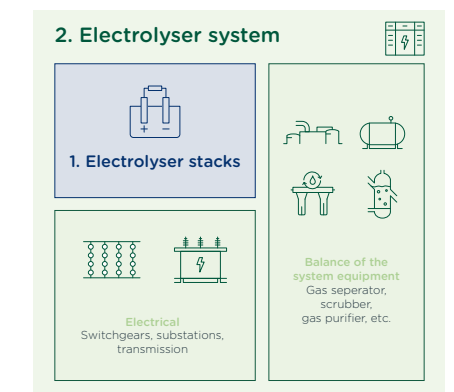 2. Electrolyser system
1. Electrolyser stacks
Electrical
Switchgears, substations,
transmission
Balance of the
system equipment
Gas seperator,
scrubber,
gas purifier, etc.